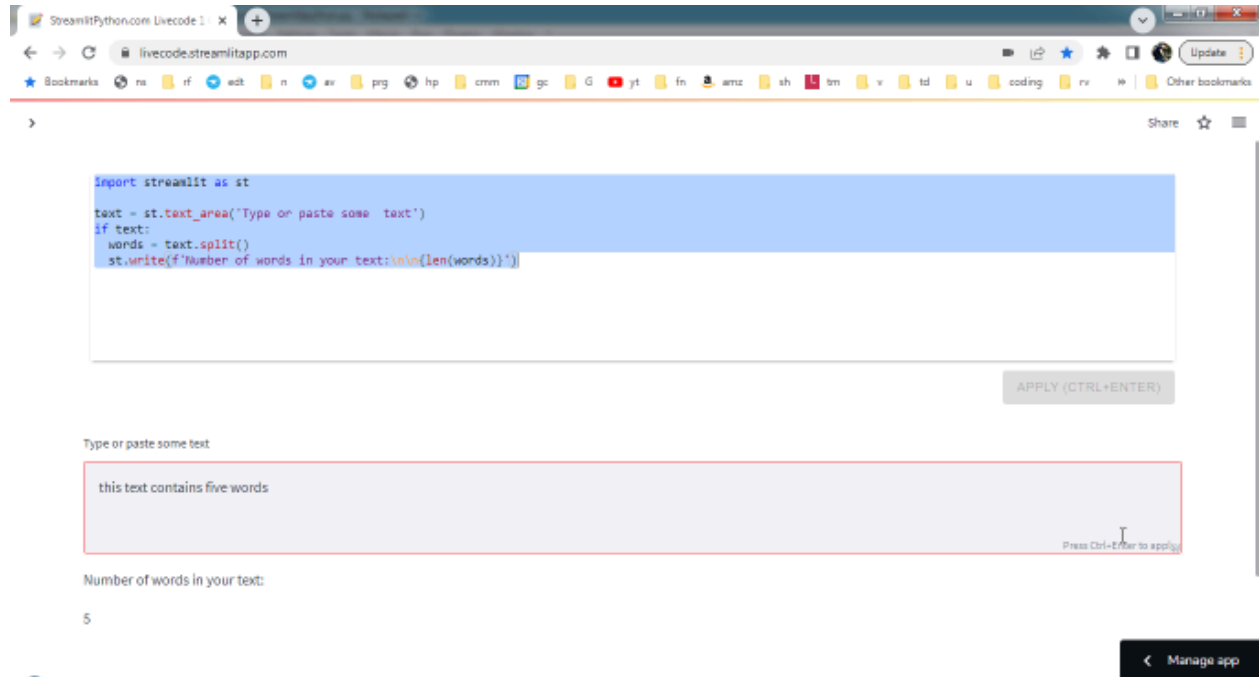 StreamlitPython.com Livecode 1
livecode.streamlitapp.com
Update
Bookmarks ns rf edt n av prg hp cmm gc G yt fn amz sh tm v td u coding rv » Other bookmarks
Share
import streamlit as st
text = st.text_area('Type or paste some  text')
if text:
  words = text.split()
  st.write(f'Number of words in your text:\n\n{len(words)}')
APPLY (CTRL+ENTER)
Type or paste some text
this text contains five words
Press Ctrl+Enter to apply
Number of words in your text:
5
Manage app